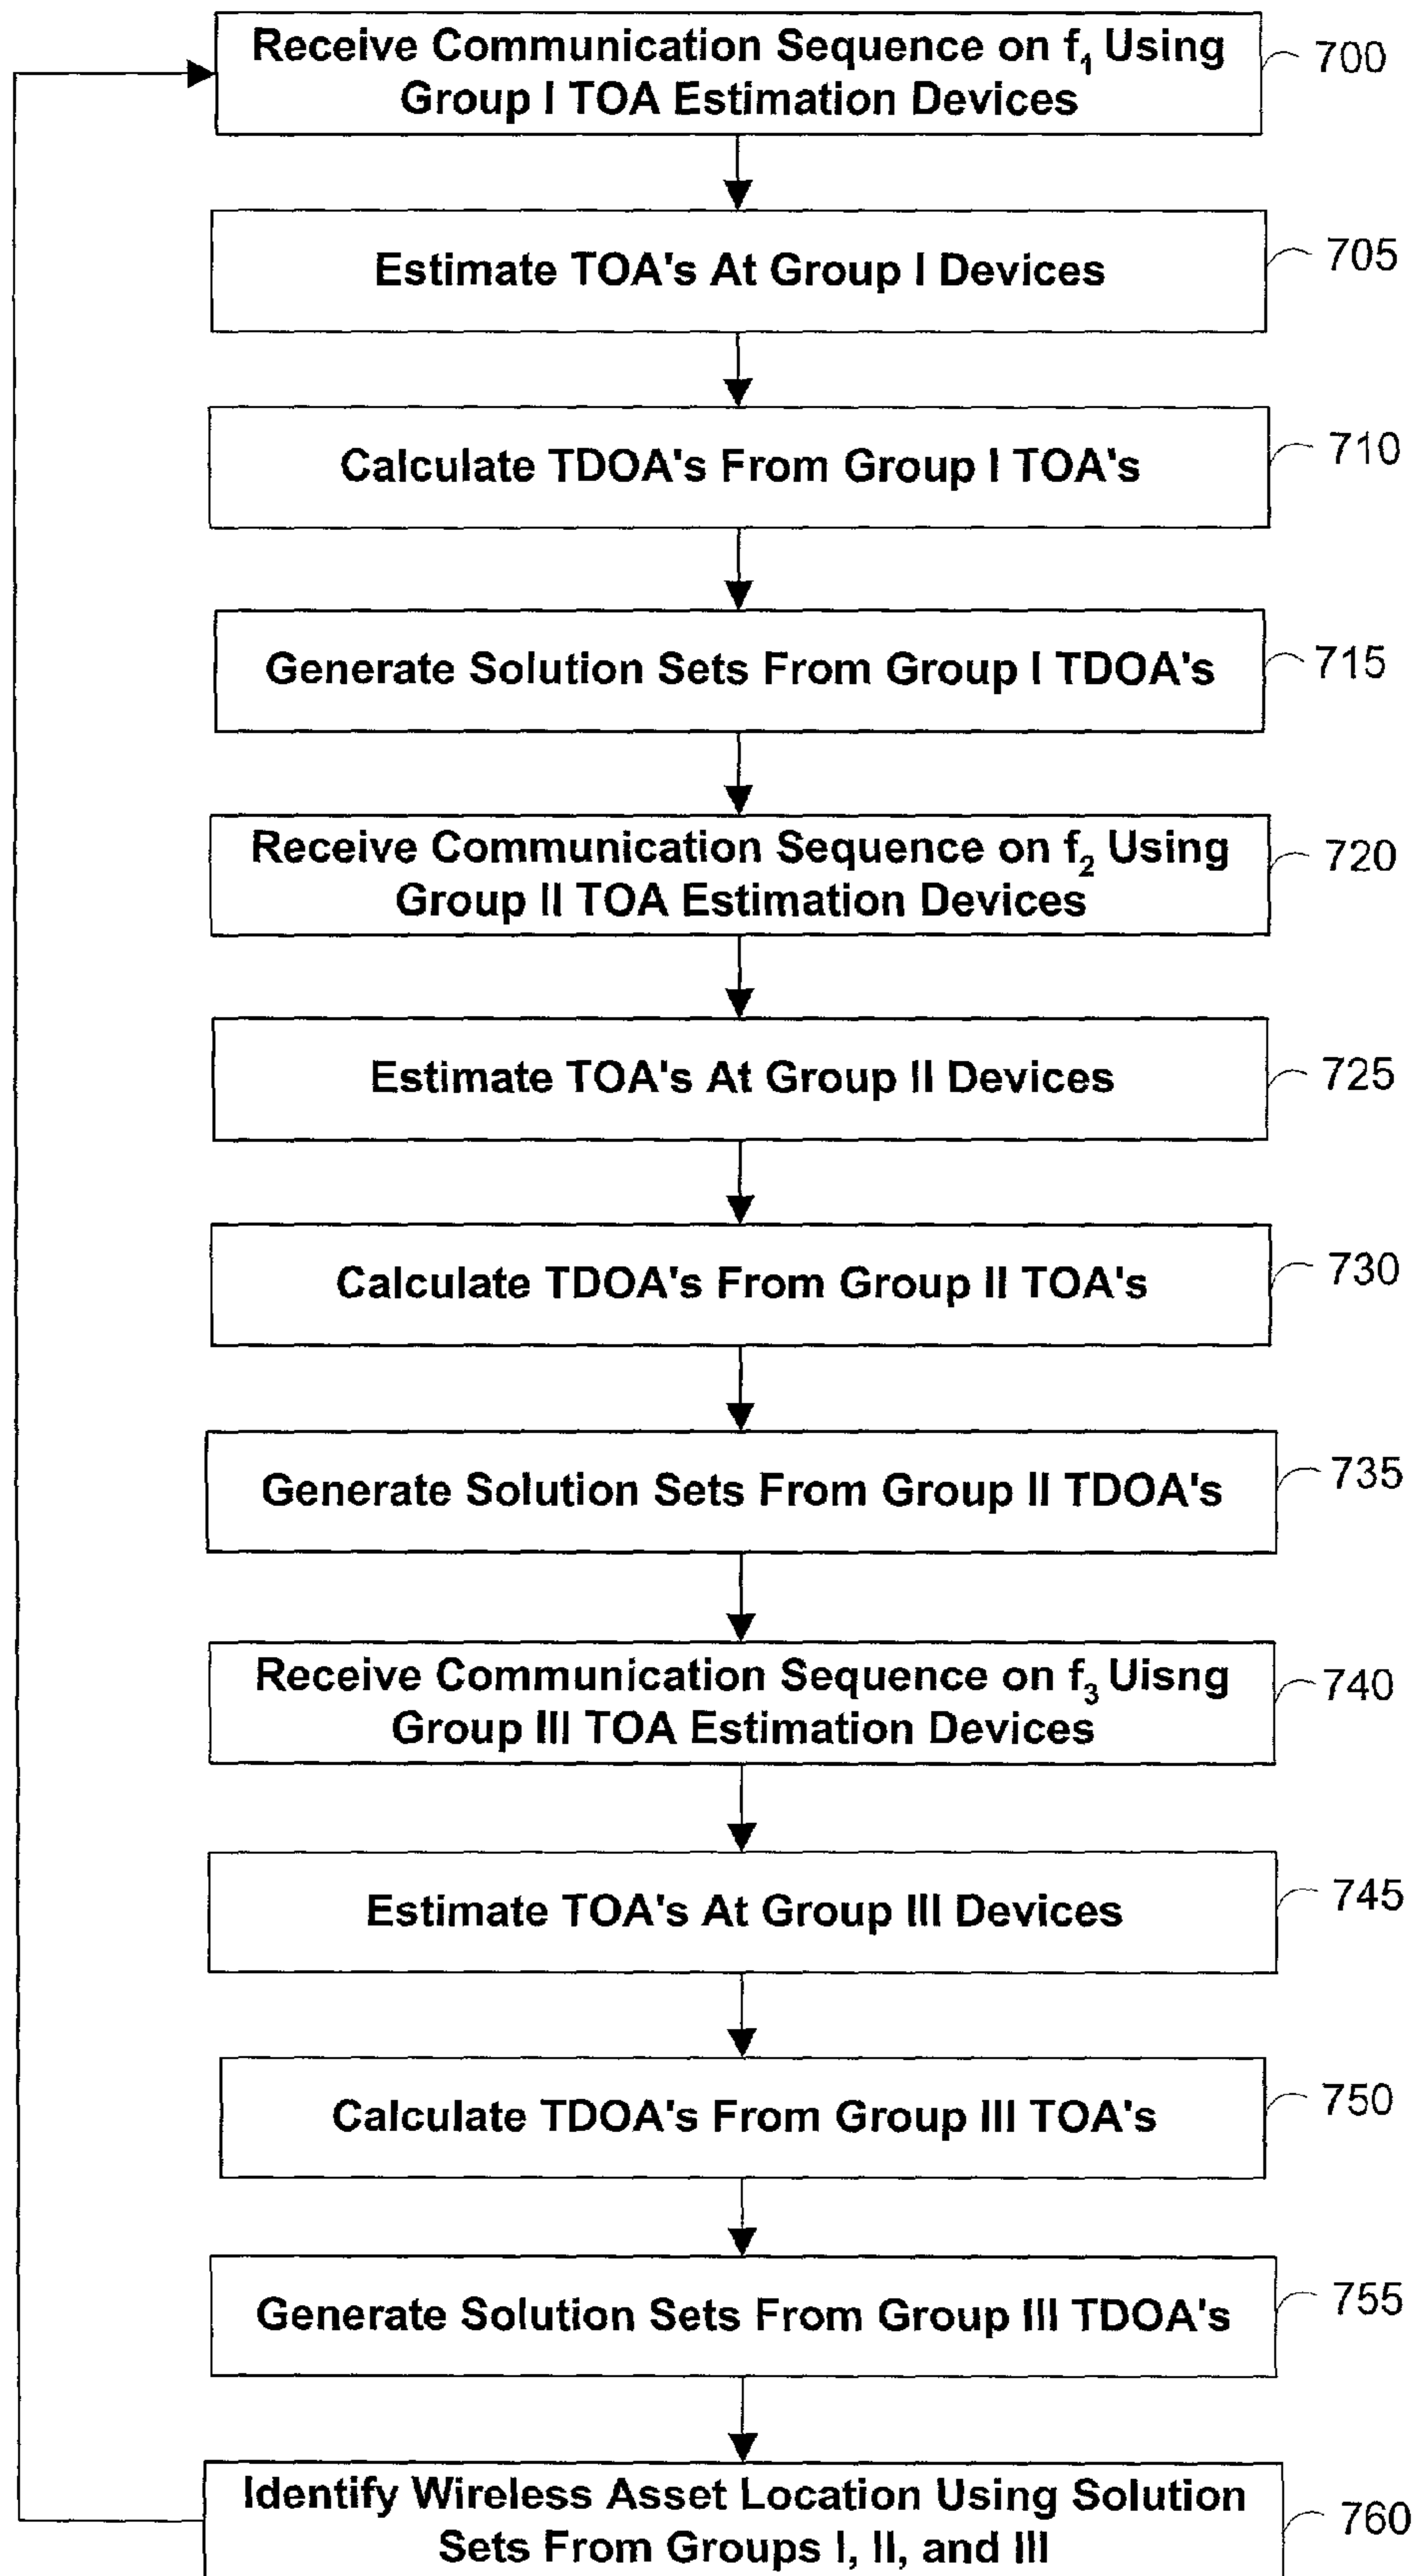 Receive Communication Sequence on f1 Using
Group I TOA Estimation Devices
700
Estimate TOA's At Group I Devices
705
Calculate TDOA's From Group I TOA's
710
Generate Solution Sets From Group I TDOA's
715
Receive Communication Sequence on f2 Using
Group II TOA Estimation Devices
720
Estimate TOA's At Group II Devices
725
Calculate TDOA's From Group II TOA's
730
Generate Solution Sets From Group II TDOA's
735
Receive Communication Sequence on f3 Uisng
Group III TOA Estimation Devices
740
Estimate TOA's At Group III Devices
745
Calculate TDOA's From Group III TOA's
750
Generate Solution Sets From Group III TDOA's
755
Identify Wireless Asset Location Using Solution
Sets From Groups I, II, and III
760